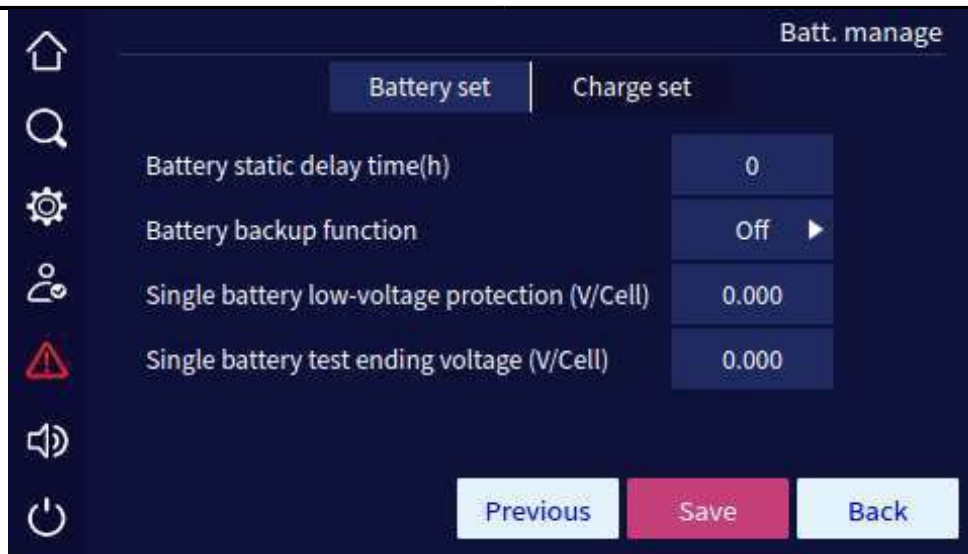 Batt. manage
Battery set Charge set
Battery static delay time(h) 0
Battery backup function Off
Single battery low-voltage protection (V/Cell) 0.000
Single battery test ending voltage (V/Cell) 0.000
Previous Save Back